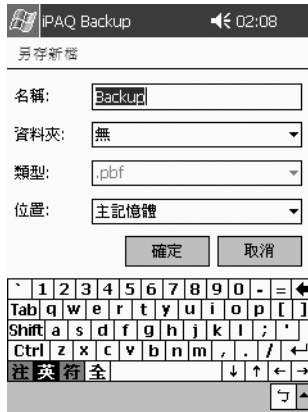 iPAQ Backup 02:08
另存新檔
名稱: Backup
資料夾: 無
類型: .pbf
位置: 主記憶體
確定 取消
` 1 2 3 4 5 6 7 8 9 0 - =
Tab q w e r t y u i o p [ ]
Shift a s d f g h j k l ; '
Ctrl z x c v b n m , . /
注 英 符 全